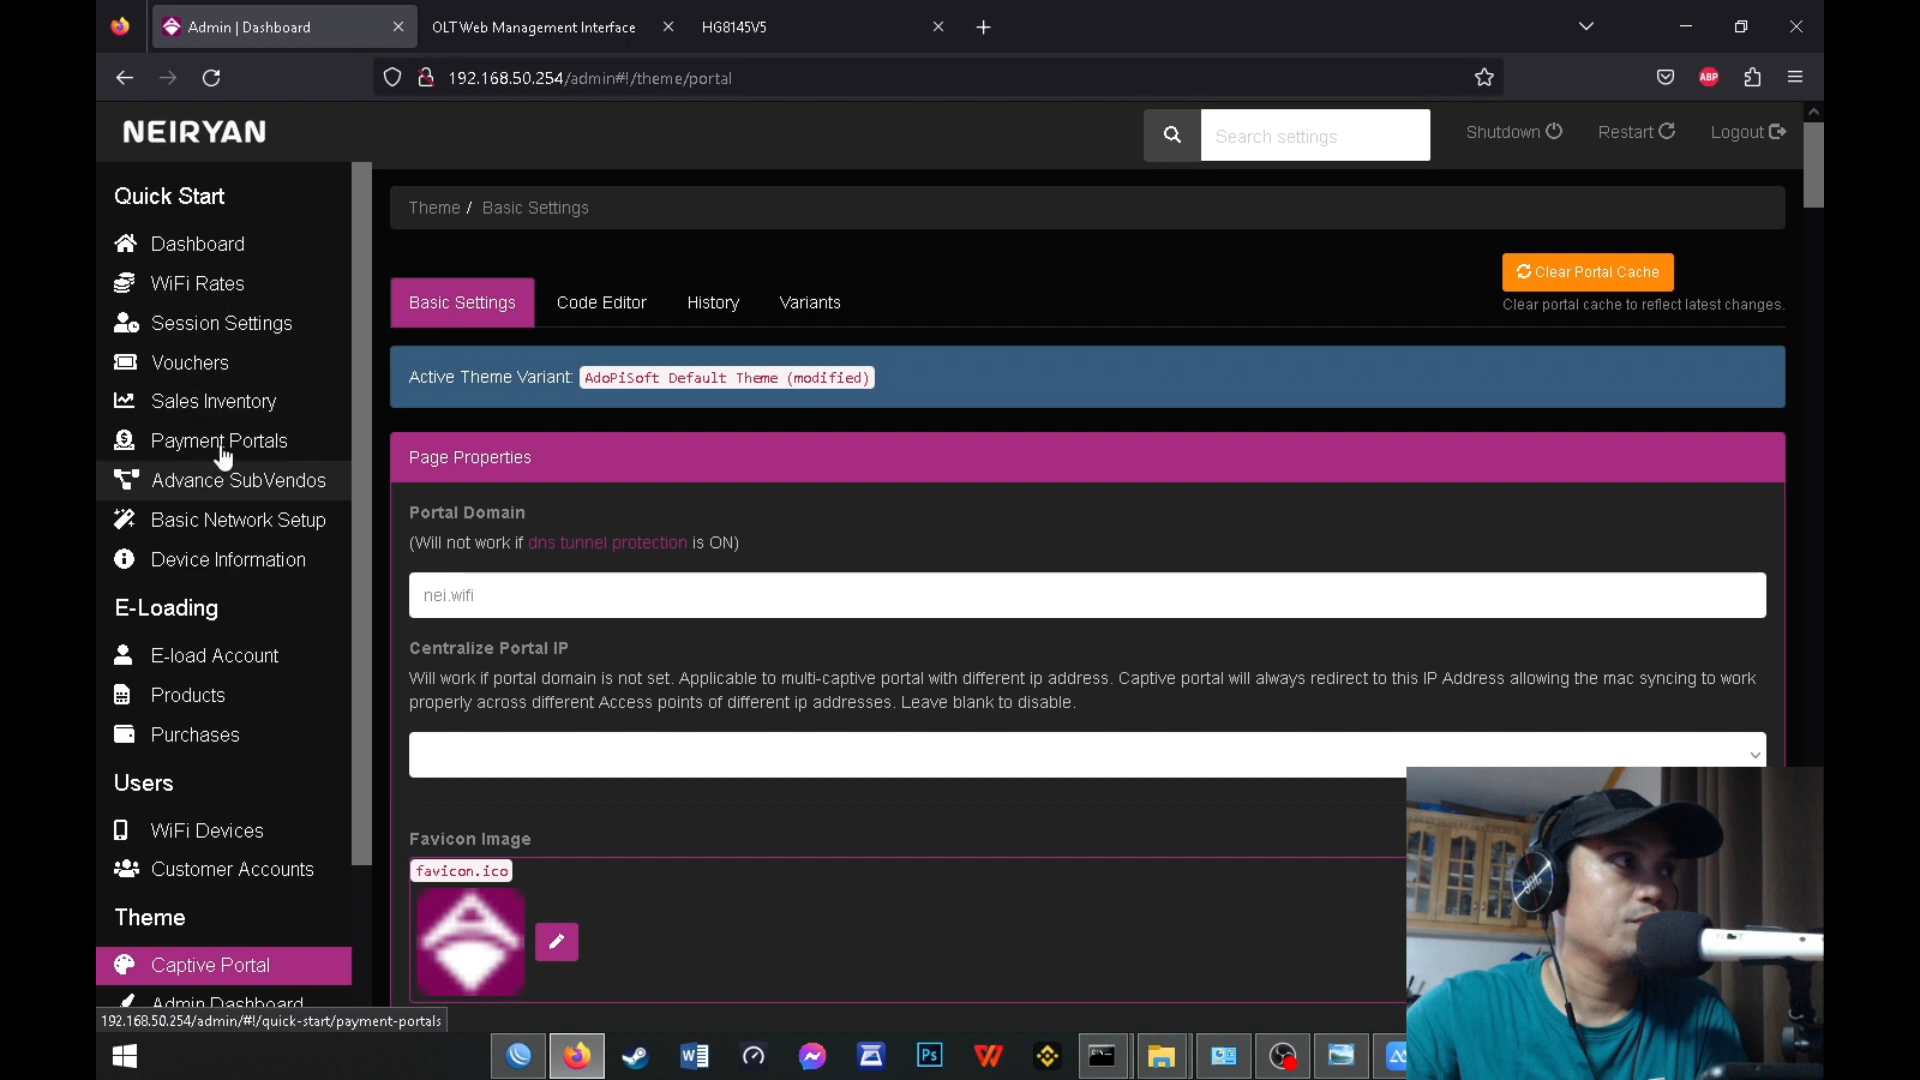 Admin | Dashboard
OLT Web Management Interface
HG8145V5
192.168.50.254/admin#!/theme/portal
ABP
NEIRYAN
Search settings
Shutdown
Restart
Logout
Quick Start
Dashboard
WiFi Rates
Session Settings
Vouchers
Sales Inventory
Payment Portals
Advance SubVendos
Basic Network Setup
Device Information
E-Loading
E-load Account
Products
Purchases
Users
WiFi Devices
Customer Accounts
Theme
Captive Portal
Admin Dashboard
192.168.50.254/admin/#!/quick-start/payment-portals
Theme / Basic Settings
Clear Portal Cache
Clear portal cache to reflect latest changes.
Basic Settings
Code Editor
History
Variants
Active Theme Variant: AdoPiSoft Default Theme (modified)
Page Properties
Portal Domain
(Will not work if dns tunnel protection is ON)
nei.wifi
Centralize Portal IP
Will work if portal domain is not set. Applicable to multi-captive portal with different ip address. Captive portal will always redirect to this IP Address allowing the mac syncing to work
properly across different Access points of different ip addresses. Leave blank to disable.
Favicon Image
favicon.ico
JBL
Ps